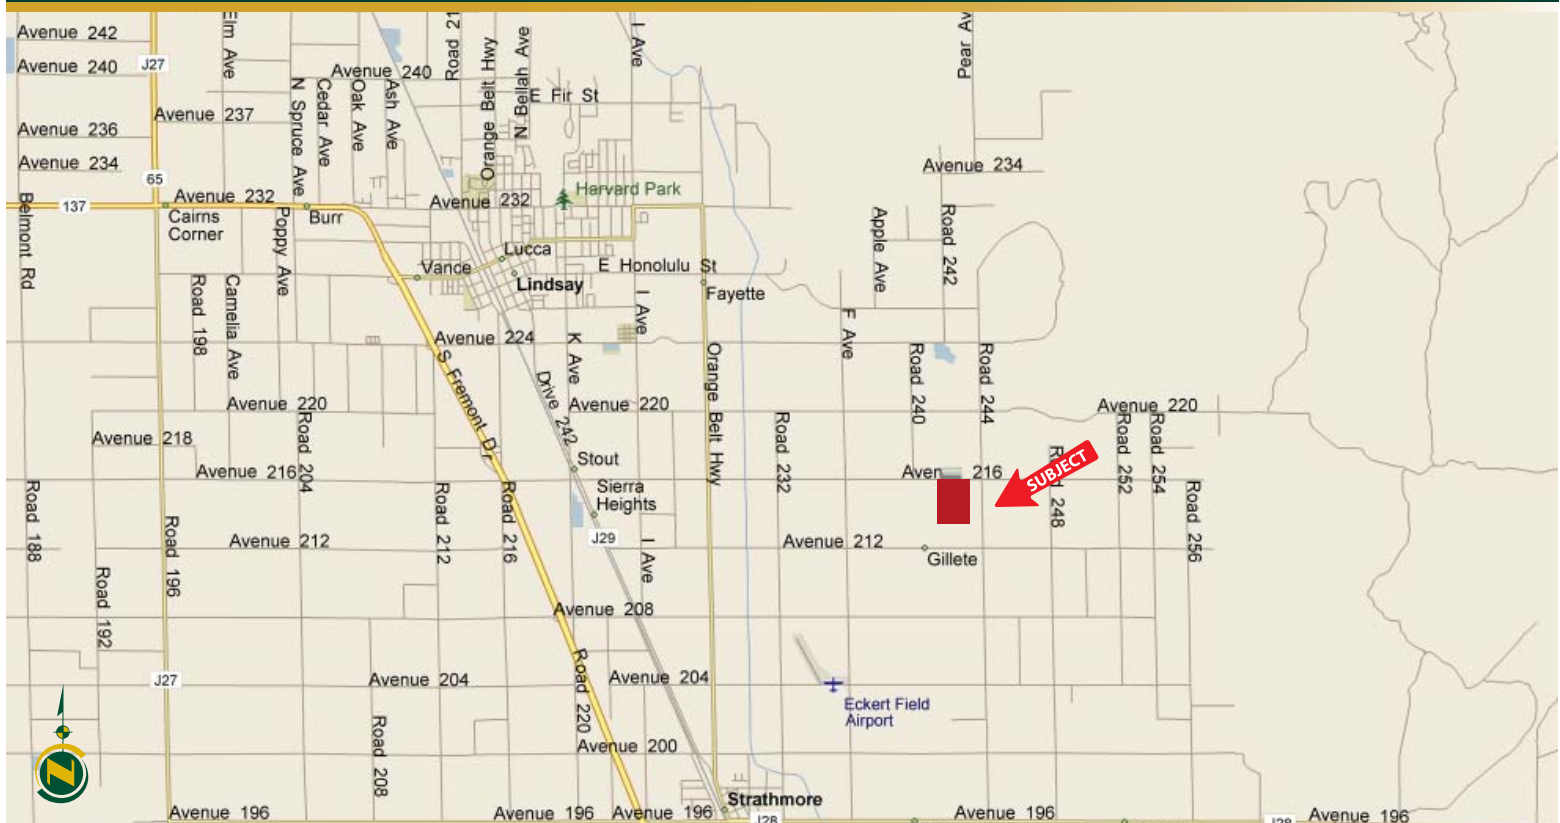 Avenue 242
Elm Ave
Road 21
I Ave
Pear Av
Avenue 240
J27
Avenue 240
Orange Belt Hwy
N Bellah Ave
E Fir St
N Spruce Ave
Cedar Ave
Oak Ave
Ash Ave
Avenue 237
Avenue 236
Avenue 234
Avenue 234
65
Harvard Park
137
Avenue 232
Avenue 232
Belmont Rd
Cairns
Corner
Poppy Ave
Burr
Apple Ave
Road 242
Lucca
Vance
E Honolulu St
Lindsay
Fayette
Road 198
Camelia Ave
I Ave
F Ave
Avenue 224
K Ave
S Fremont Dr
Drive 242
Orange Belt Hwy
Road 240
Road 244
Avenue 220
Avenue 220
Avenue 220
Avenue 218
Road 204
Road 232
Road 252
Road 254
Avenue 216
Stout
Aven
216
SUBJECT
R
d 248
Sierra
Heights
Road 188
Road 196
Road 212
Road 216
Road 256
Avenue 212
J29
I Ave
Avenue 212
Gillete
Road 192
Avenue 208
J27
Avenue 204
Road 220
Avenue 204
Eckert Field
Airport
Road 208
Avenue 200
N
Strathmore
Avenue 196
Avenue 196
Avenue 196
J28
Avenue 196
J28
Avenue 196